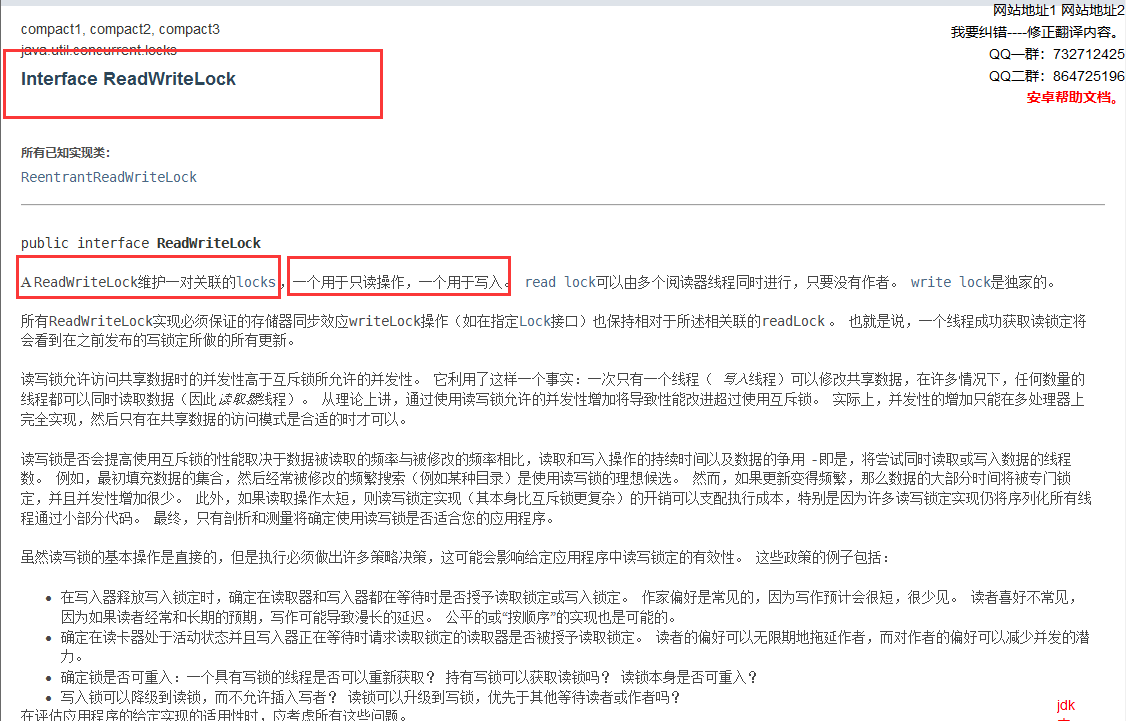 网站地址1 网站地址2
compact1, compact2, compact3
我要纠错----修正翻译内容。
java.util.concurrent.locks
QQ一群：732712425
Interface ReadWriteLock
QQ二群：864725196
安卓帮助文档。
所有已知实现类：
ReentrantReadWriteLock
public interface ReadWriteLock
A ReadWriteLock维护一对关联的locks ，一个用于只读操作，一个用于写入。 read lock可以由多个阅读器线程同时进行，只要没有作者。 write lock是独家的。
所有ReadWriteLock实现必须保证的存储器同步效应writeLock操作（如在指定Lock接口）也保持相对于所述相关联的readLock 。 也就是说，一个线程成功获取读锁定将
会看到在之前发布的写锁定所做的所有更新。
读写锁允许访问共享数据时的并发性高于互斥锁所允许的并发性。 它利用了这样一个事实：一次只有一个线程（ 写入线程）可以修改共享数据，在许多情况下，任何数量的
线程都可以同时读取数据（因此读取器线程）。 从理论上讲，通过使用读写锁允许的并发性增加将导致性能改进超过使用互斥锁。 实际上，并发性的增加只能在多处理器上
完全实现，然后只有在共享数据的访问模式是合适的时才可以。
读写锁是否会提高使用互斥锁的性能取决于数据被读取的频率与被修改的频率相比，读取和写入操作的持续时间以及数据的争用 -即是，将尝试同时读取或写入数据的线程
数。 例如，最初填充数据的集合，然后经常被修改的频繁搜索（例如某种目录）是使用读写锁的理想候选。 然而，如果更新变得频繁，那么数据的大部分时间将被专门锁
定，并且并发性增加很少。 此外，如果读取操作太短，则读写锁定实现（其本身比互斥锁更复杂）的开销可以支配执行成本，特别是因为许多读写锁定实现仍将序列化所有线
程通过小部分代码。 最终，只有剖析和测量将确定使用读写锁是否适合您的应用程序。
虽然读写锁的基本操作是直接的，但是执行必须做出许多策略决策，这可能会影响给定应用程序中读写锁定的有效性。 这些政策的例子包括：
• 在写入器释放写入锁定时，确定在读取器和写入器都在等待时是否授予读取锁定或写入锁定。 作家偏好是常见的，因为写作预计会很短，很少见。 读者喜好不常见，
因为如果读者经常和长期的预期，写作可能导致漫长的延迟。 公平的或“按顺序”的实现也是可能的。
• 确定在读卡器处于活动状态并且写入器正在等待时请求读取锁定的读取器是否被授予读取锁定。 读者的偏好可以无限期地拖延作者，而对作者的偏好可以减少并发的潜
力。
• 确定锁是否可重入：一个具有写锁的线程是否可以重新获取？ 持有写锁可以获取读锁吗？ 读锁本身是否可重入？
• 写入锁可以降级到读锁，而不允许插入写者？ 读锁可以升级到写锁，优先于其他等待读者或作者吗？
jdk
在评估应用程序的给定实现的适用性时，应考虑所有这些问题。